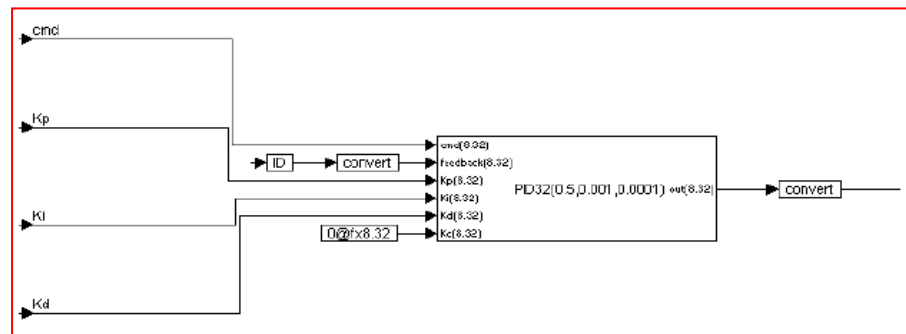 cmd
Kp
Ki
Kd
ID
convert
0@fx8.32
cmd(8.32)
feedback(8.32)
Kp(8.32)
Ki(8.32)
Kd(8.32)
Kc(8.32)
PID32(0.5,0.001,0.0001)
out(8.32)
convert